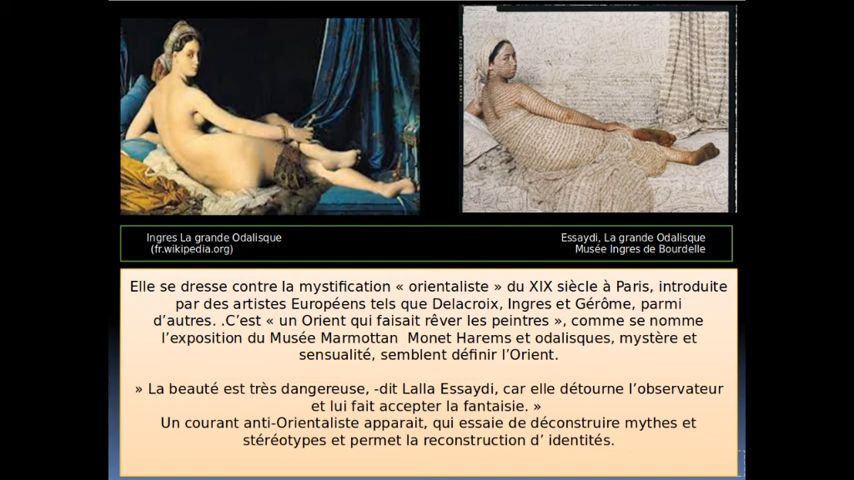 Ingres La grande Odalisque
(fr.wikipedia.org)
Essaydi, La grande Odalisque
Musée Ingres de Bourdelle
Elle se dresse contre la mystification « orientaliste » du XIX siècle à Paris, introduite
par des artistes Européens tels que Delacroix, Ingres et Gérôme, parmi
d’autres. .C’est « un Orient qui faisait rêver les peintres », comme se nomme
l’exposition du Musée Marmottan  Monet Harems et odalisques, mystère et
sensualité, semblent définir l’Orient.
» La beauté est très dangereuse, -dit Lalla Essaydi, car elle détourne l’observateur
et lui fait accepter la fantaisie. »
Un courant anti-Orientaliste apparait, qui essaie de déconstruire mythes et
stéréotypes et permet la reconstruction d’ identités.